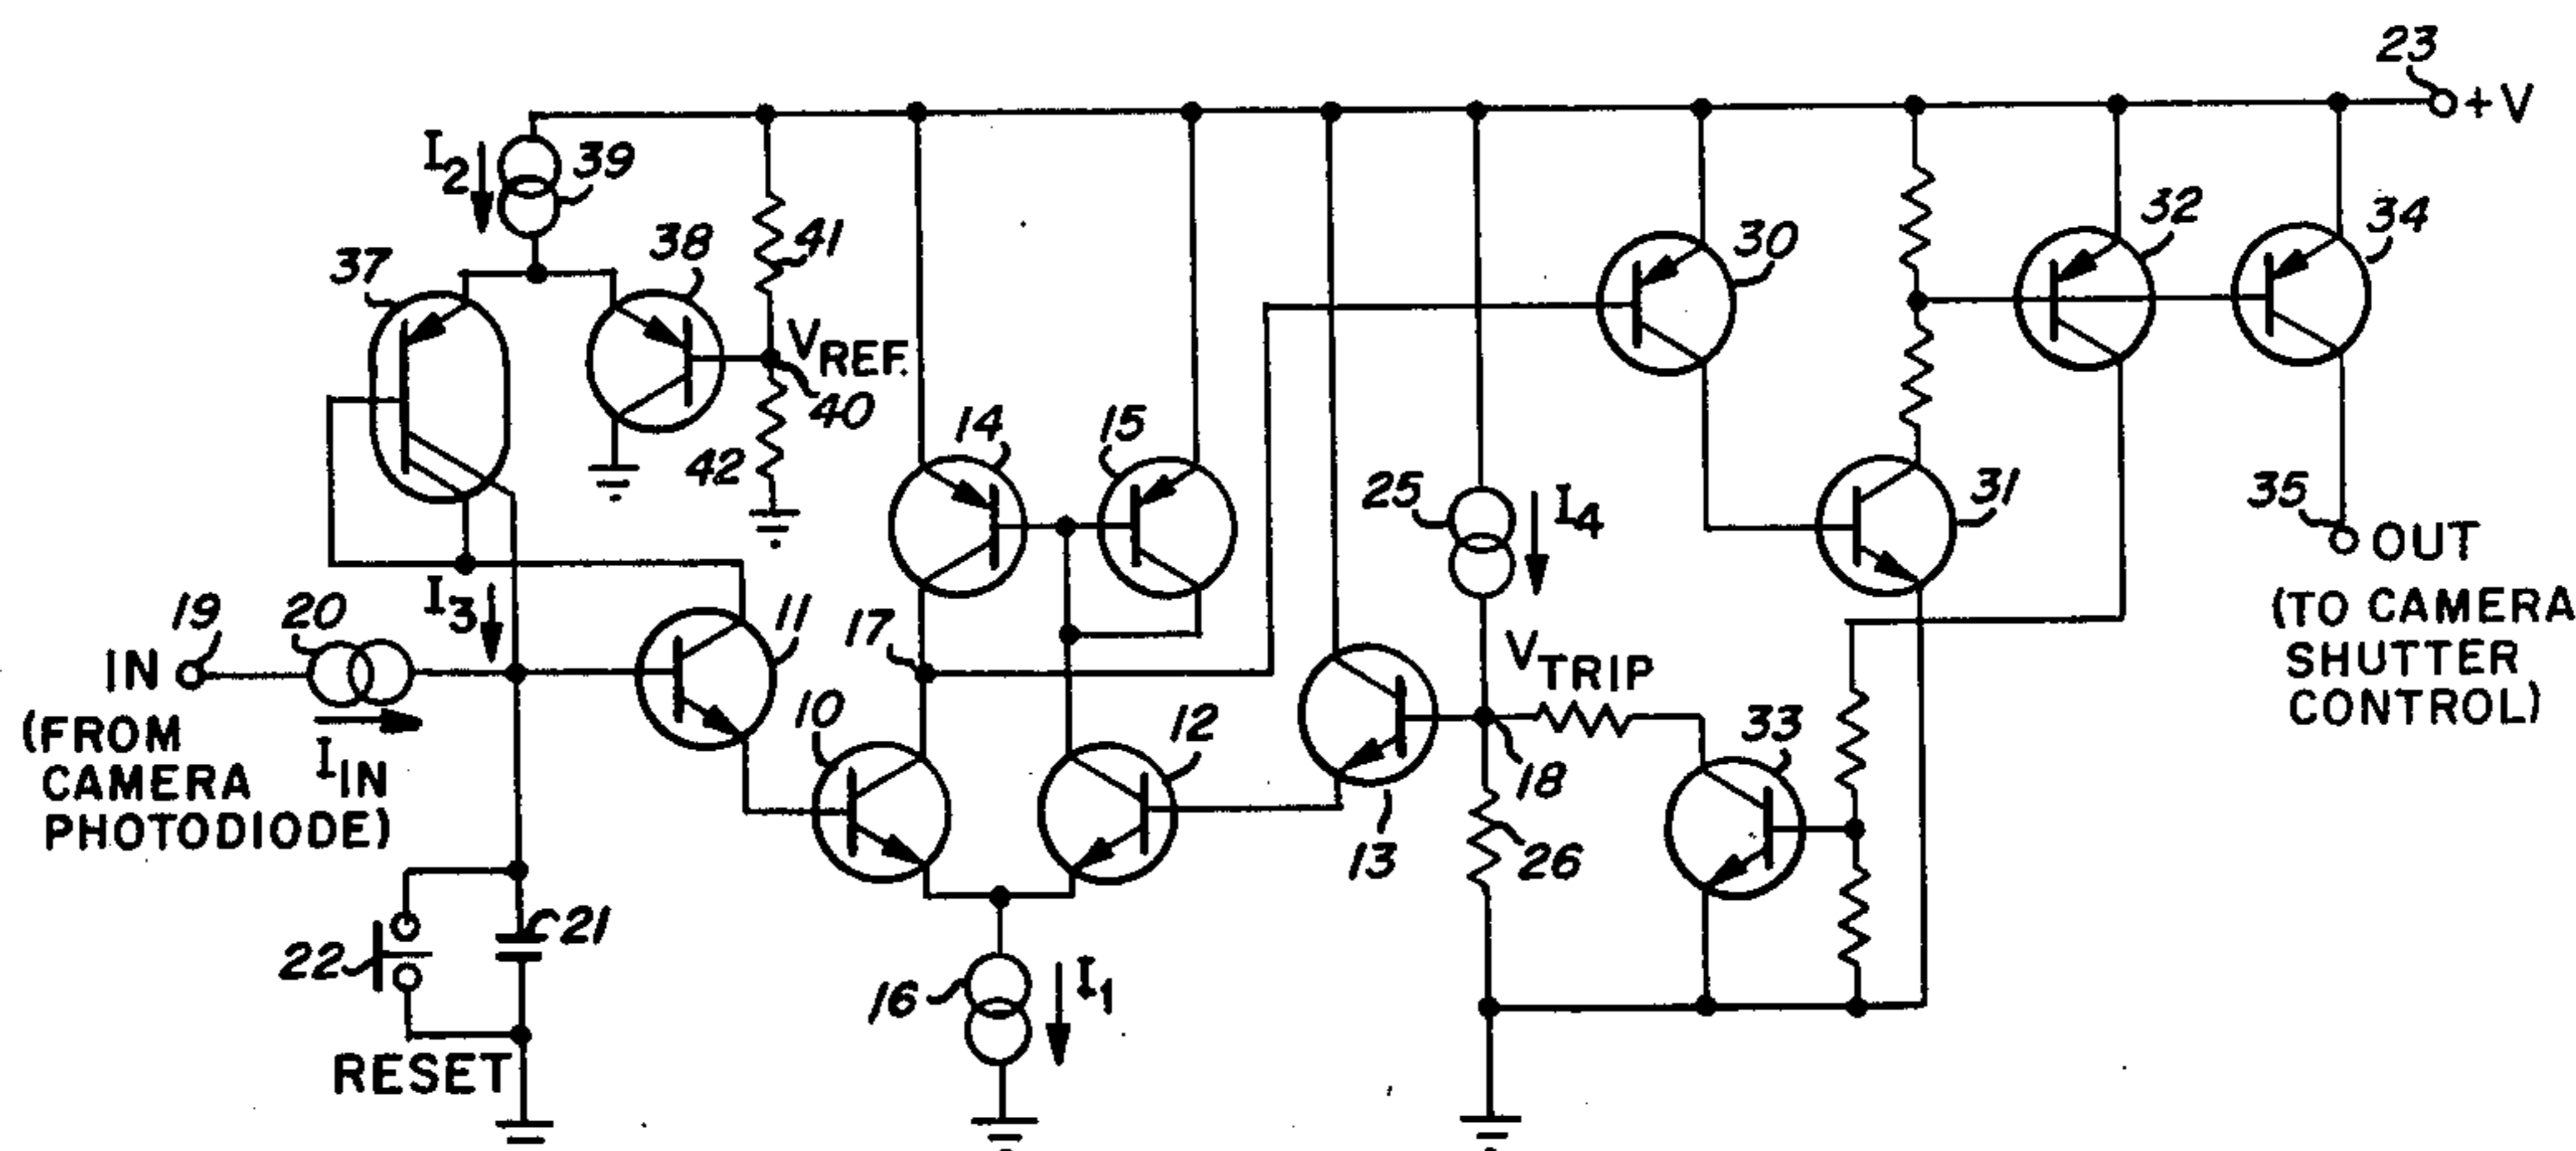 23
+V
I2
39
41
38
37
VREF.
40
42
32
34
30
14
15
25
I4
31
35
OUT
(TO CAMERA
SHUTTER
CONTROL)
19
20
I3
11
17
IN
(FROM
CAMERA
PHOTODIODE)
IIN
10
12
VTRIP
18
33
13
26
22
C21
RESET
16
I1